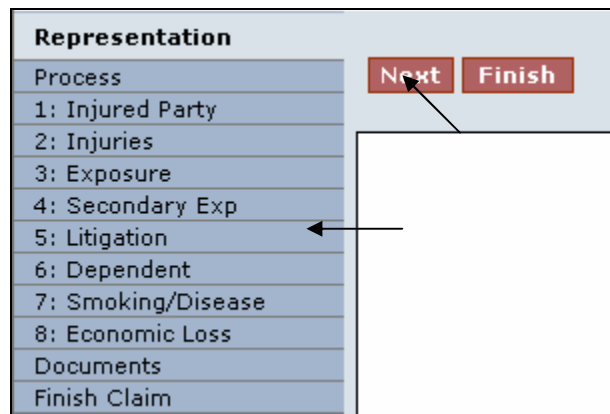 Representation
Process
1: Injured Party
2: Injuries
3: Exposure
4: Secondary Exp
5: Litigation
6: Dependent
7: Smoking/Disease
8: Economic Loss
Documents
Finish Claim
Next Finish